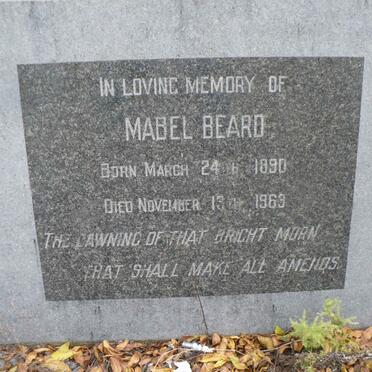 IN LOVING MEMORY OF
MABEL BEARD
BORN MARCH 24TH 1890
DIED NOVEMBER 13TH 1963
THE DAWNING OF THAT BRIGHT MORN
THAT SHALL MAKE ALL AMENDS.